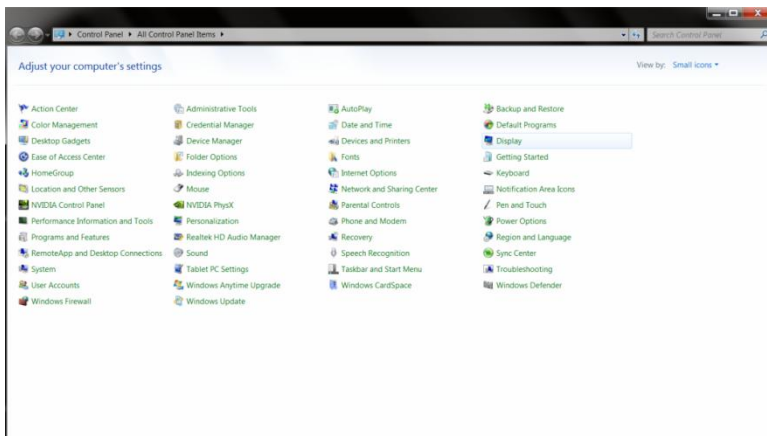 Control Panel All Control Panel Items
Search Control Panel
Adjust your computer's settings
View by: Small icons
Action Center Administrative Tools AutoPlay Backup and Restore
Color Management Credential Manager Date and Time Default Programs
Desktop Gadgets Device Manager Devices and Printers Display
Ease of Access Center Folder Options Fonts Getting Started
HomeGroup Indexing Options Internet Options Keyboard
Location and Other Sensors Mouse Network and Sharing Center Notification Area Icons
NVIDIA Control Panel NVIDIA PhysX Parental Controls Pen and Touch
Performance Information and Tools Personalization Phone and Modem Power Options
Programs and Features Realtek HD Audio Manager Recovery Region and Language
RemoteApp and Desktop Connections Sound Speech Recognition Sync Center
System Tablet PC Settings Taskbar and Start Menu Troubleshooting
User Accounts Windows Anytime Upgrade Windows CardSpace Windows Defender
Windows Firewall Windows Update